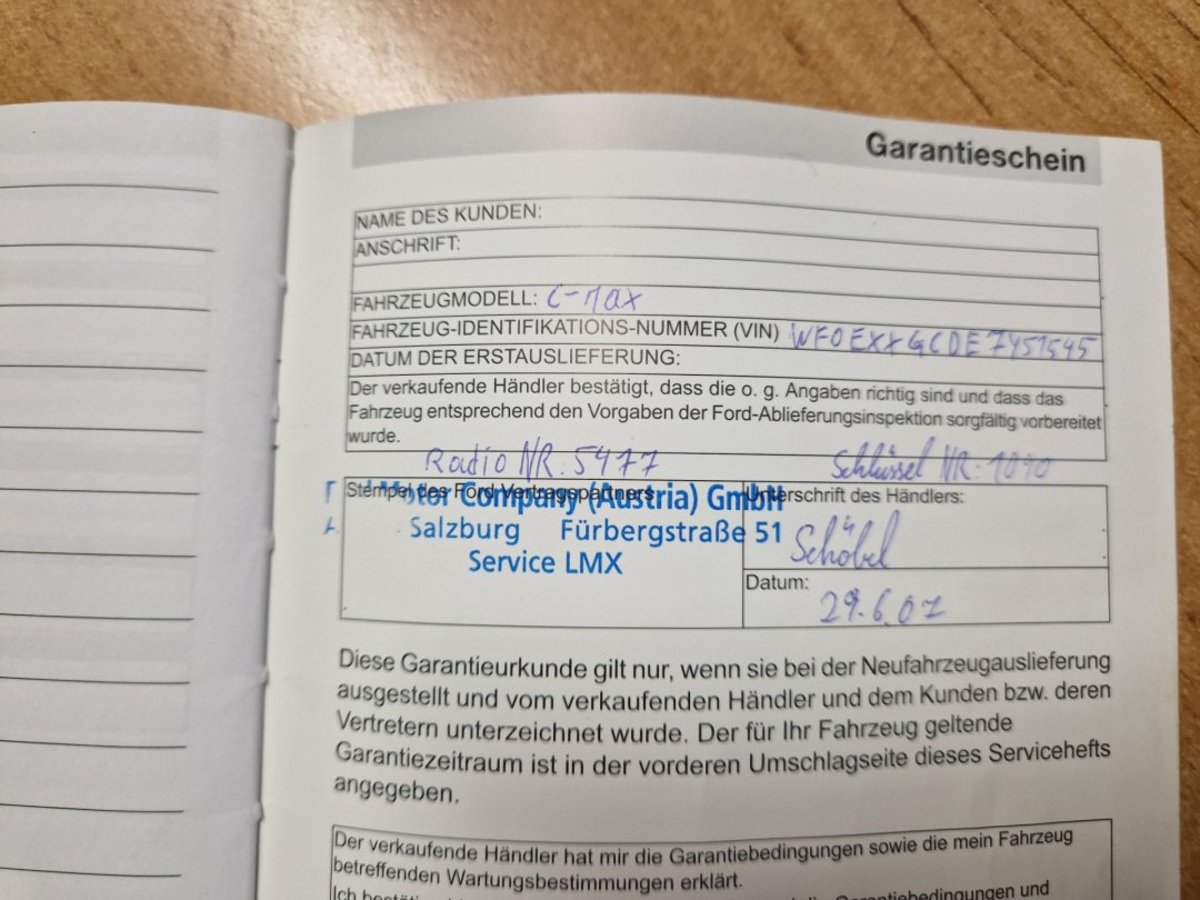 Garantieschein
NAME DES KUNDEN:
ANSCHRIFT:
FAHRZEUGMODELL: C-MAX
FAHRZEUG-IDENTIFIKATIONS-NUMMER (VIN) WF0EXXGCDE7Y51545
DATUM DER ERSTAUSLIEFERUNG:
Der verkaufende Händler bestätigt, dass die o. g. Angaben richtig sind und dass das
Fahrzeug entsprechend den Vorgaben der Ford-Ablieferungsinspektion sorgfältig vorbereitet
wurde.
Radio NR: 5477 Schlüssel NR:
Stempel des Ford Vertragspartners Unterschrift des Händlers:
Motor Company (Austria) GmbH
Salzburg Fürbergstraße 51
Service LMX
Schöbel
Datum:
29.6.07
Diese Garantieurkunde gilt nur, wenn sie bei der Neufahrzeugauslieferung
ausgestellt und vom verkaufenden Händler und dem Kunden bzw. deren
Vertretern unterzeichnet wurde. Der für Ihr Fahrzeug geltende
Garantiezeitraum ist in der vorderen Umschlagseite dieses Servicehefts
angegeben.
Der verkaufende Händler hat mir die Garantiebedingungen sowie die mein Fahrzeug
betreffenden Wartungsbestimmungen erklärt.
Ich Garantiebedingungen und